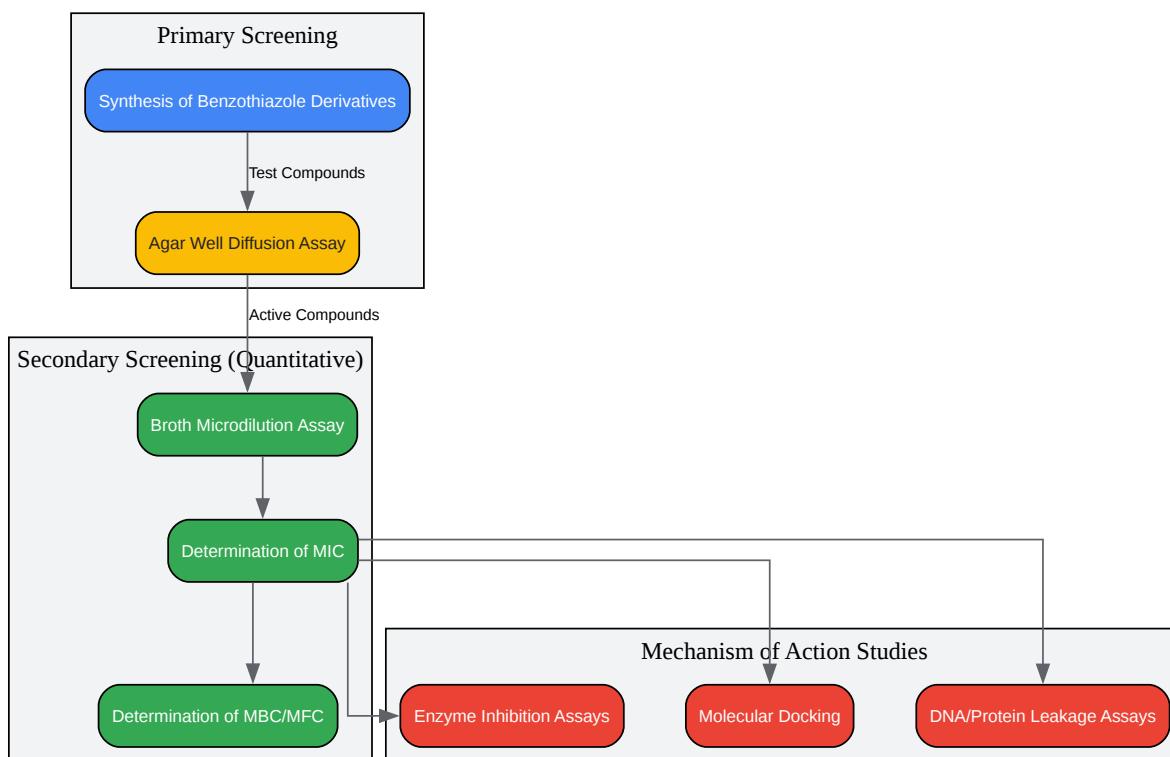 Primary Screening
Synthesis of Benzothiazole Derivatives
Test Compounds
Agar Well Diffusion Assay
Active Compounds
Secondary Screening (Quantitative)
Broth Microdilution Assay
Determination of MIC
Determination of MBC/MFC
Mechanism of Action Studies
Enzyme Inhibition Assays
Molecular Docking
DNA/Protein Leakage Assays